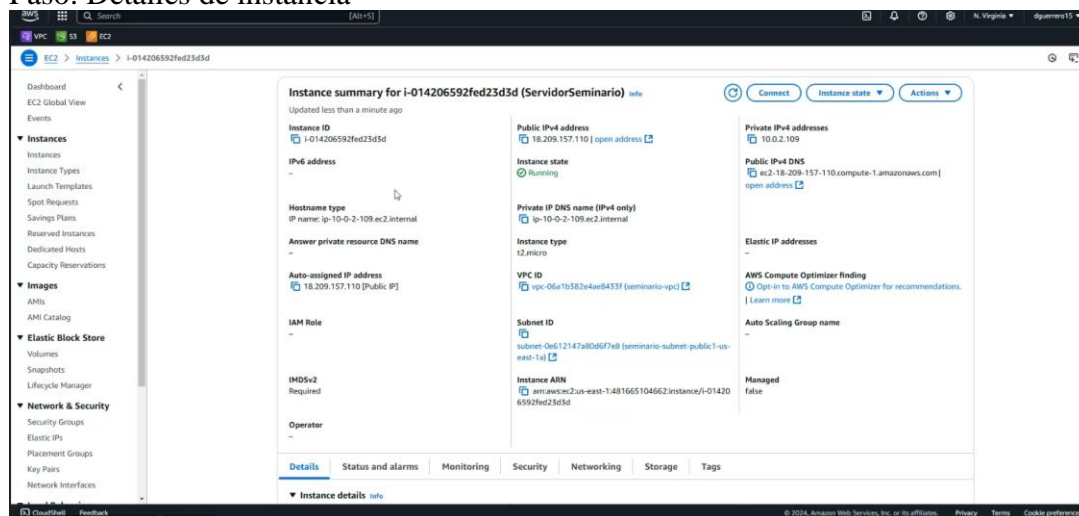 Paso: Detalles de instancia
aws
Search
[Alt+S]
N. Virginia
dguerrero15
VPC
S3
EC2
EC2 > Instances > i-014206592fed23d3d
Dashboard
EC2 Global View
Events
Instances
Instances
Instance Types
Launch Templates
Spot Requests
Savings Plans
Reserved Instances
Dedicated Hosts
Capacity Reservations
Images
AMIs
AMI Catalog
Elastic Block Store
Volumes
Snapshots
Lifecycle Manager
Network & Security
Security Groups
Elastic IPs
Placement Groups
Key Pairs
Network Interfaces
Instance summary for i-014206592fed23d3d (ServidorSeminario) Info
Connect
Instance state
Actions
Updated less than a minute ago
Instance ID
i-014206592fed23d3d
Public IPv4 address
18.209.157.110 | open address
Private IPv4 addresses
10.0.2.109
IPv6 address
–
Instance state
Running
Public IPv4 DNS
ec2-18-209-157-110.compute-1.amazonaws.com |
open address
Hostname type
IP name: ip-10-0-2-109.ec2.internal
Private IP DNS name (IPv4 only)
ip-10-0-2-109.ec2.internal
Answer private resource DNS name
–
Instance type
t2.micro
Elastic IP addresses
–
Auto-assigned IP address
18.209.157.110 [Public IP]
VPC ID
vpc-06a1b382e4ae8433f (seminario-vpc)
AWS Compute Optimizer finding
Opt-in to AWS Compute Optimizer for recommendations.
| Learn more
IAM Role
–
Subnet ID
subnet-0e612147a80d6f7e8 (seminario-subnet-public1-us-
east-1a)
Auto Scaling Group name
–
IMDSv2
Required
Instance ARN
arn:aws:ec2:us-east-1:481665104662:instance/i-01420
6592fed23d3d
Managed
false
Operator
–
Details
Status and alarms
Monitoring
Security
Networking
Storage
Tags
Instance details Info
CloudShell
Feedback
© 2024, Amazon Web Services, Inc. or its affiliates.
Privacy
Terms
Cookie preference